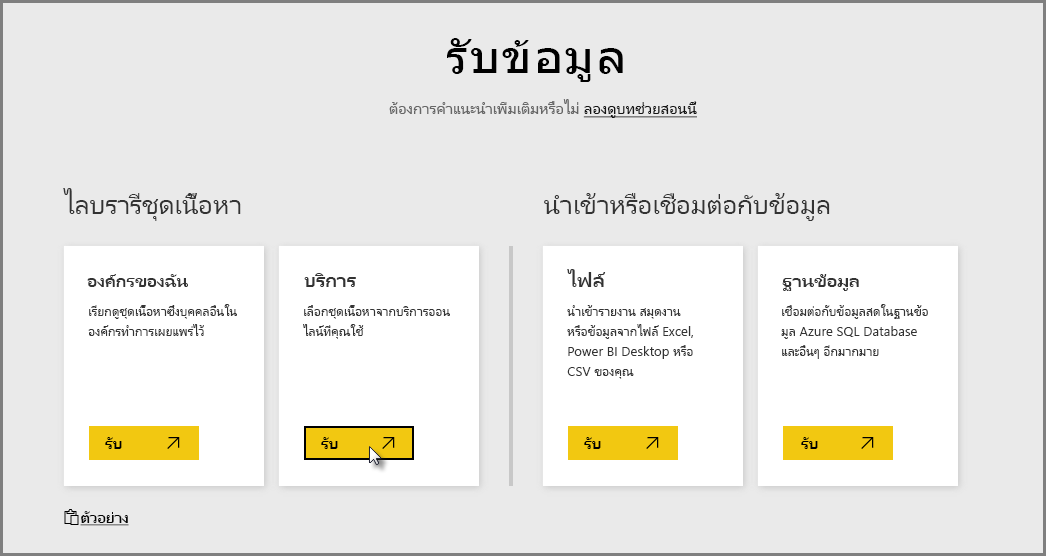 รับข้อมูล
ต้องการคำแนะนำเพิ่มเติมหรือไม่ ลองดูบทช่วยสอนนี้
ไลบรารีชุดเนื้อหา
องค์กรของฉัน
เรียกดูชุดเนื้อหาซึ่งบุคคลอื่นใน
องค์กรทำการเผยแพร่ไว้
รับ
บริการ
เลือกชุดเนื้อหาจากบริการออน
ไลน์ที่คุณใช้
รับ
นำเข้าหรือเชื่อมต่อกับข้อมูล
ไฟล์
นำเข้ารายงาน สมุดงาน
หรือข้อมูลจากไฟล์ Excel,
Power BI Desktop หรือ
CSV ของคุณ
รับ
ฐานข้อมูล
เชื่อมต่อกับข้อมูลสดในฐานข้อ
มูล Azure SQL Database
และอื่นๆ อีกมากมาย
รับ
ตัวอย่าง